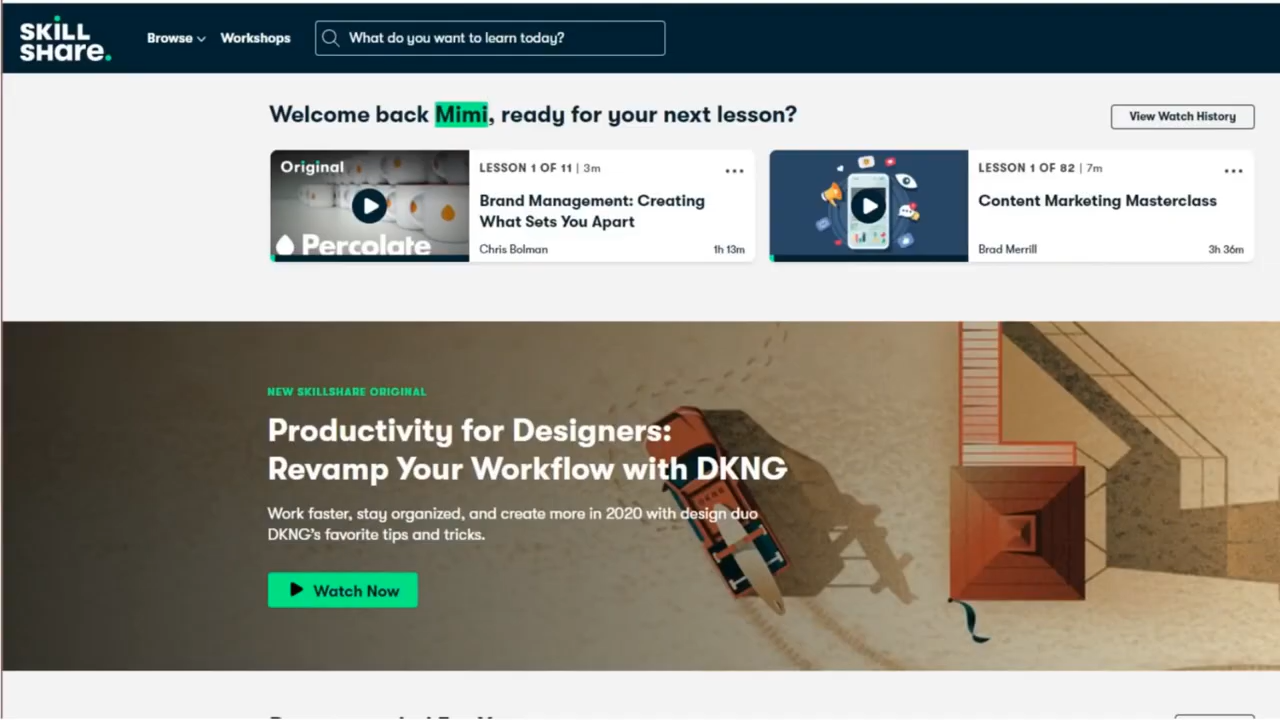 SKILL
SHare.
Browse
Workshops
What do you want to learn today?
Welcome back Mimi, ready for your next lesson?
View Watch History
Original
Percolate
LESSON 1 OF 11 | 3m
Brand Management: Creating
What Sets You Apart
Chris Bolman
1h 13m
LESSON 1 OF 82 | 7m
Content Marketing Masterclass
Brad Merrill
3h 36m
NEW SKILLSHARE ORIGINAL
Productivity for Designers:
Revamp Your Workflow with DKNG
Work faster, stay organized, and create more in 2020 with design duo
DKNG's favorite tips and tricks.
Watch Now